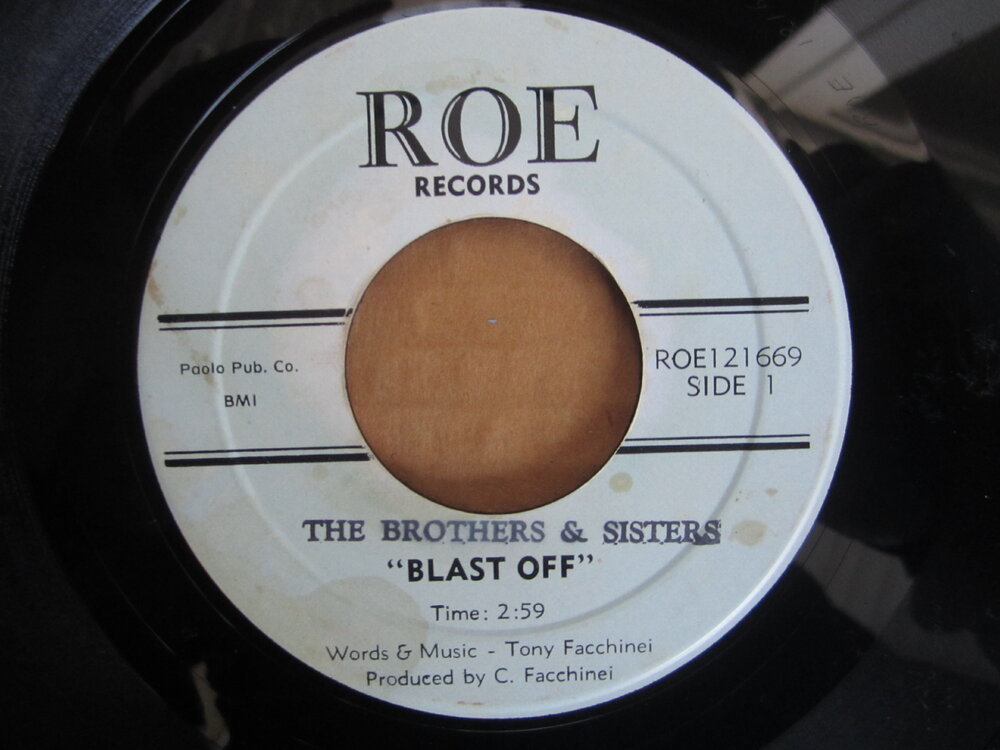 ROE
RECORDS
Paolo Pub. Co.
BMI
ROE121669
SIDE 1
THE BROTHERS & SISTERS
"BLAST OFF"
Time: 2:59
Words & Music - Tony Facchinei
Produced by C. Facchinei